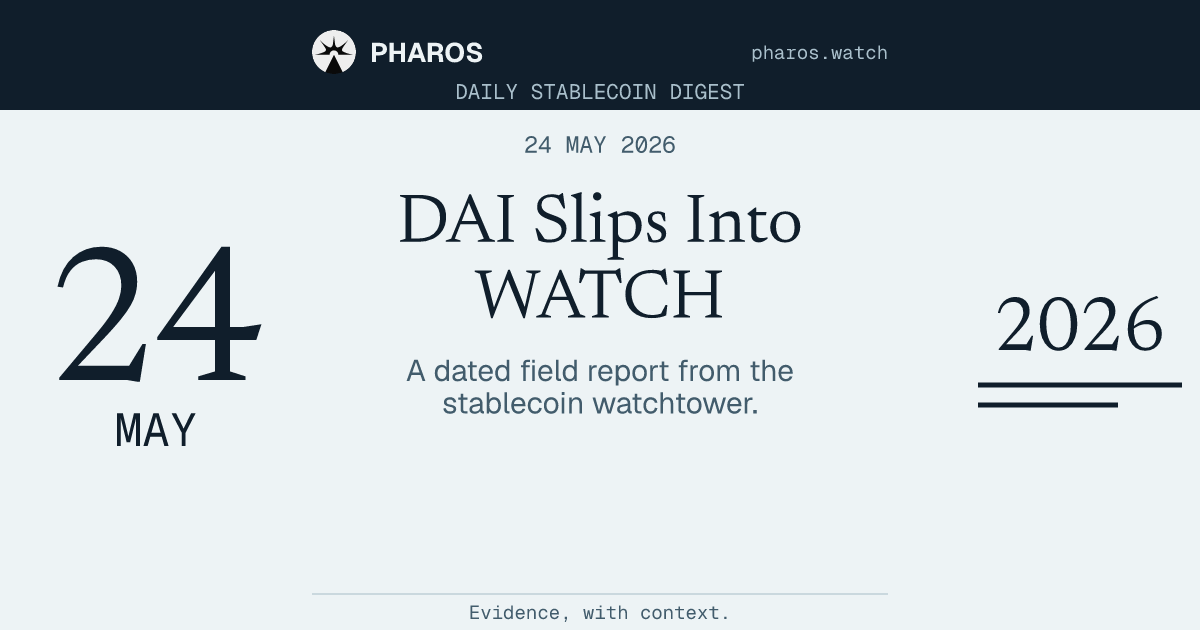 PHAROS
pharos.watch
DAILY STABLECOIN DIGEST
24 MAY 2026
DAI Slips Into
WATCH
A dated field report from the
stablecoin watchtower.
24
MAY
2026
Evidence, with context.